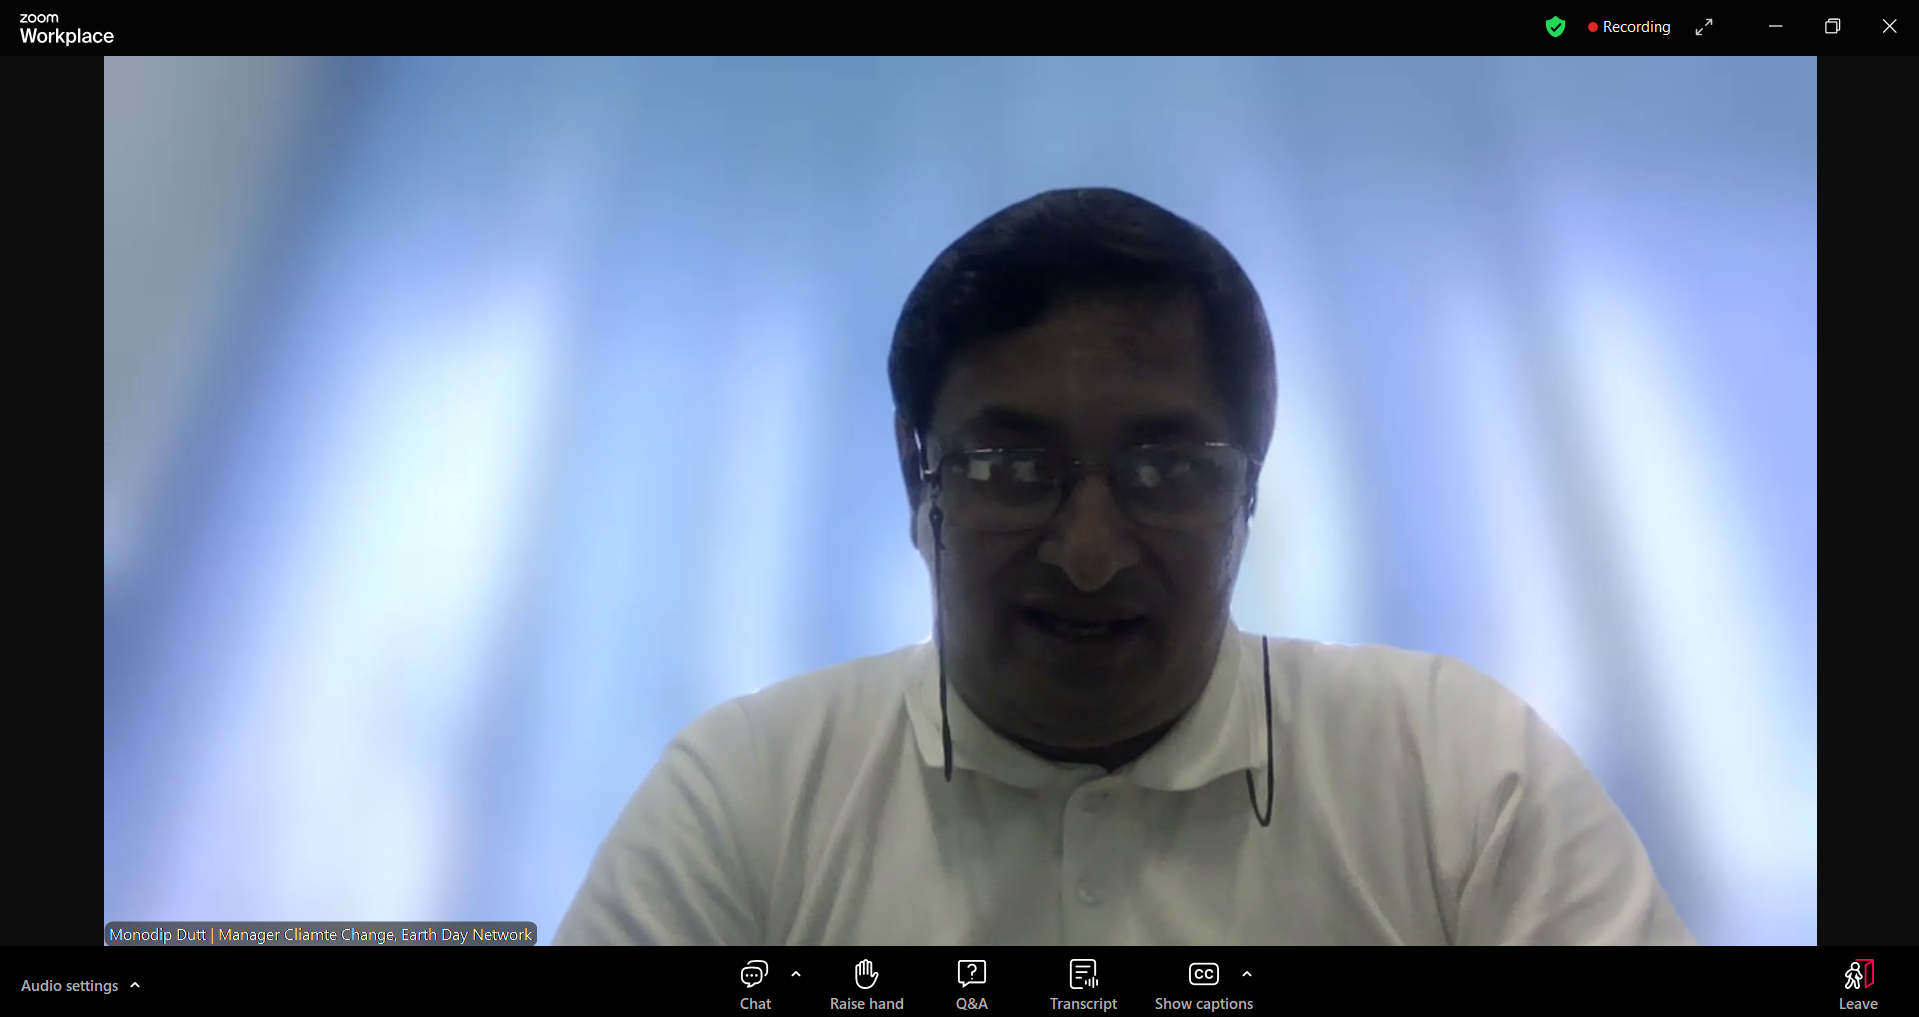 zoom
Workplace
Recording
Monodip Dutt | Manager Cliamte Change, Earth Day Network
Audio settings
Chat
Raise hand
Q&A
Transcript
CC
Show captions
Leave